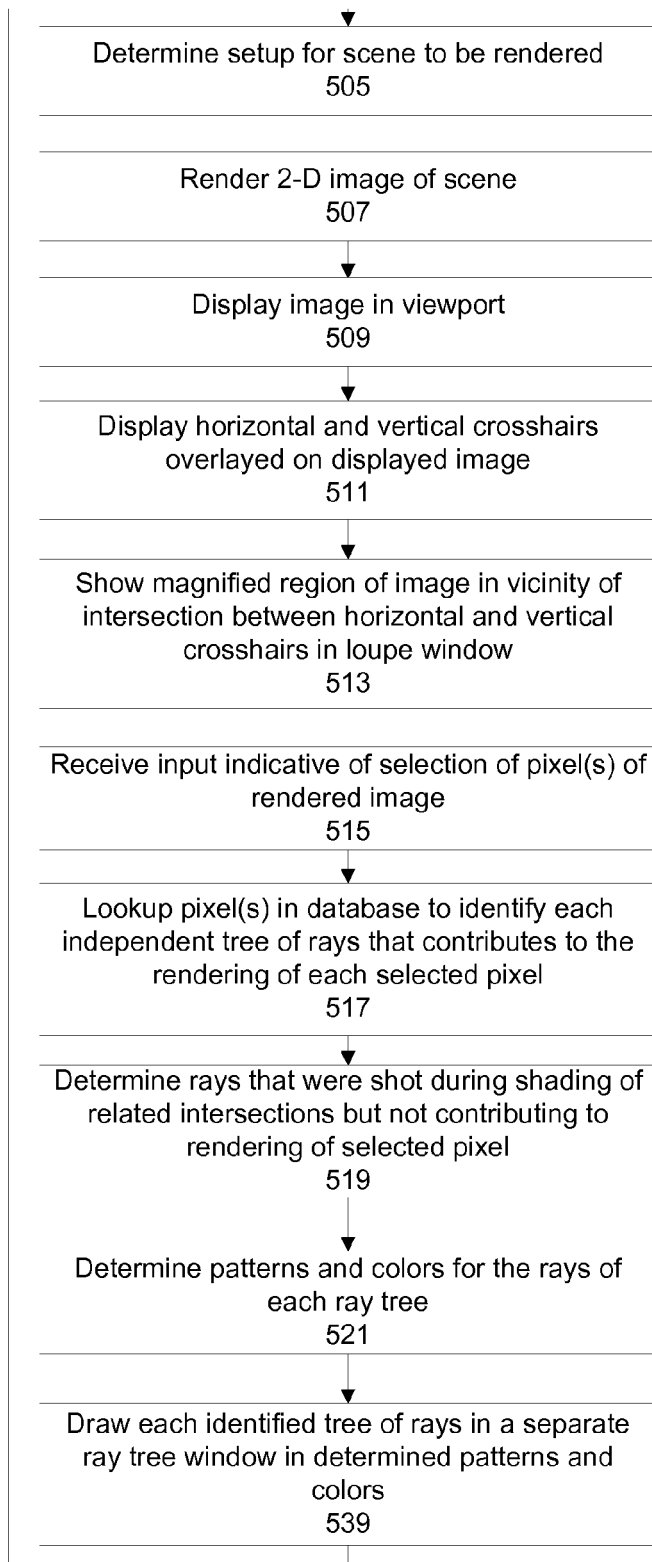 Determine setup for scene to be rendered
505
Render 2-D image of scene
507
Display image in viewport
509
Display horizontal and vertical crosshairs
overlayed on displayed image
511
Show magnified region of image in vicinity of
intersection between horizontal and vertical
crosshairs in loupe window
513
Receive input indicative of selection of pixel(s) of
rendered image
515
Lookup pixel(s) in database to identify each
independent tree of rays that contributes to the
rendering of each selected pixel
517
Determine rays that were shot during shading of
related intersections but not contributing to
rendering of selected pixel
519
Determine patterns and colors for the rays of
each ray tree
521
Draw each identified tree of rays in a separate
ray tree window in determined patterns and
colors
539